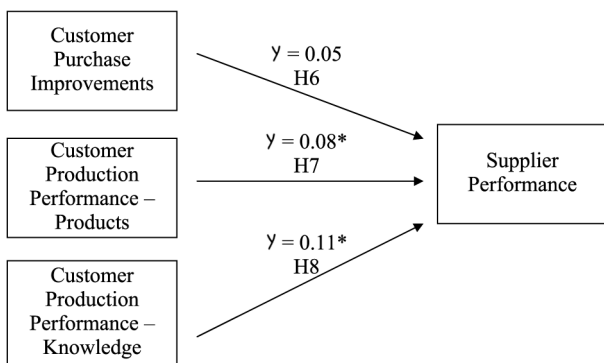 Customer
Purchase
Improvements
γ = 0.05
H6
Customer
Production
Performance –
Products
γ = 0.08*
H7
Supplier
Performance
Customer
Production
Performance –
Knowledge
γ = 0.11*
H8